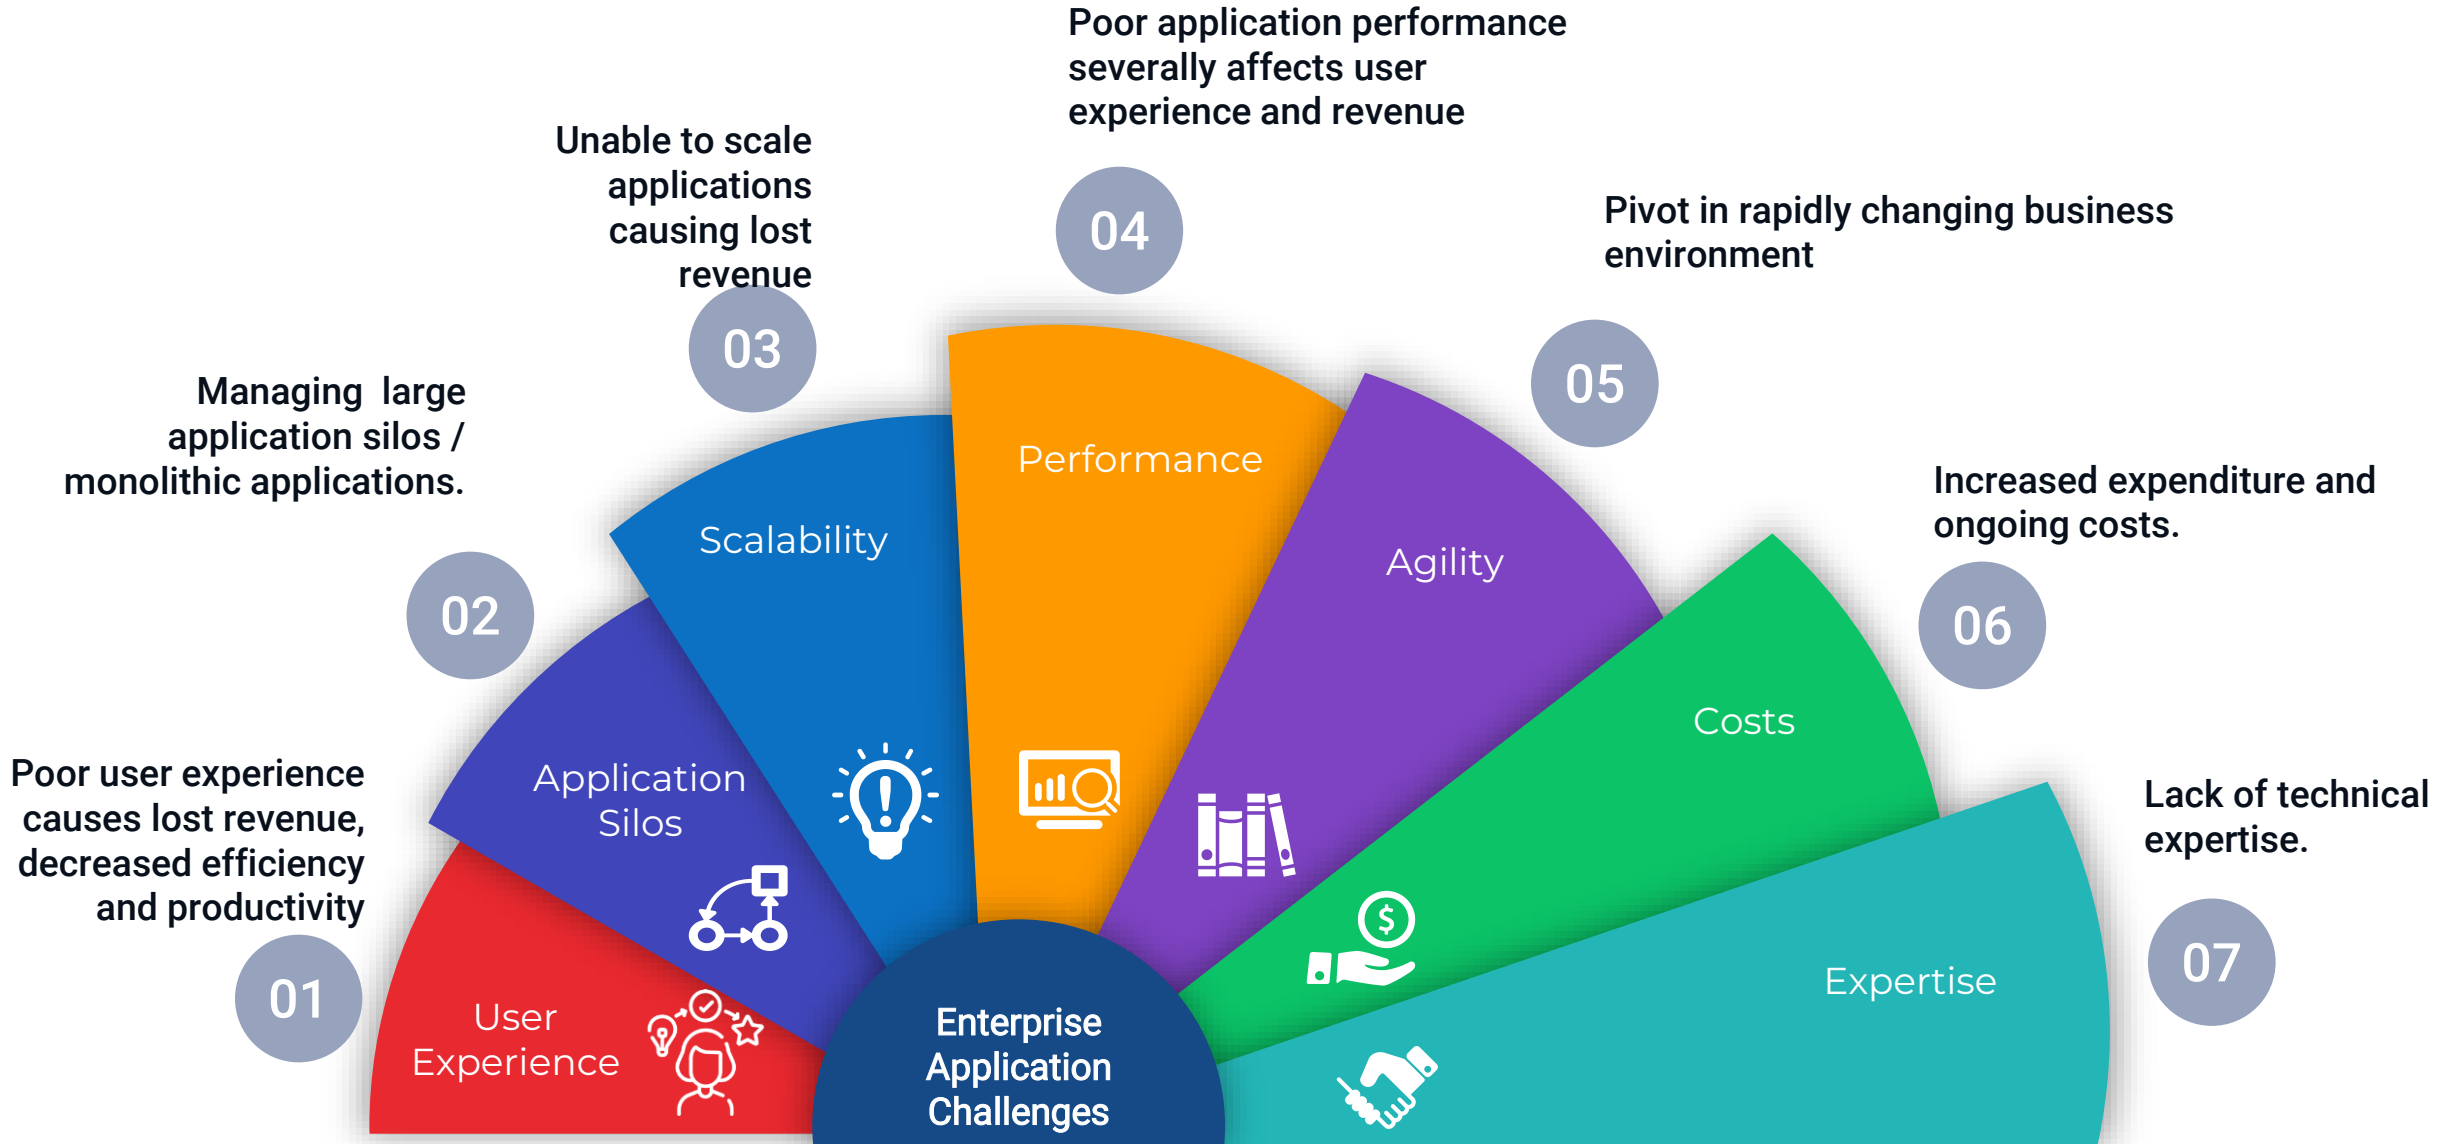 Poor user experience
causes lost revenue,
decreased efficiency
and productivity
01
User
Experience
Managing large
application silos /
monolithic applications.
02
Application
Silos
Unable to scale
applications
causing lost
revenue
03
Scalability
Poor application performance
severally affects user
experience and revenue
04
Performance
Pivot in rapidly changing business
environment
05
Agility
Increased expenditure and
ongoing costs.
06
Costs
$
Lack of technical
expertise.
07
Expertise
Enterprise
Application
Challenges